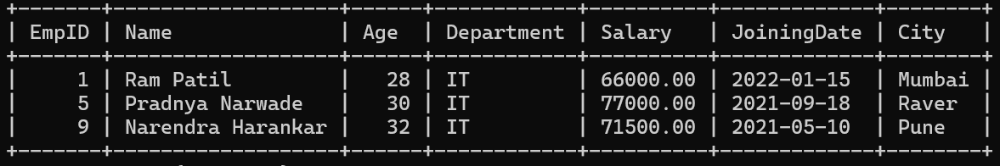 | EmpID | Name | Age | Department | Salary | JoiningDate | City |
| 1 | Ram Patil | 28 | IT | 66000.00 | 2022-01-15 | Mumbai |
| 5 | Pradnya Narwade | 30 | IT | 77000.00 | 2021-09-18 | Raver |
| 9 | Narendra Harankar | 32 | IT | 71500.00 | 2021-05-10 | Pune |